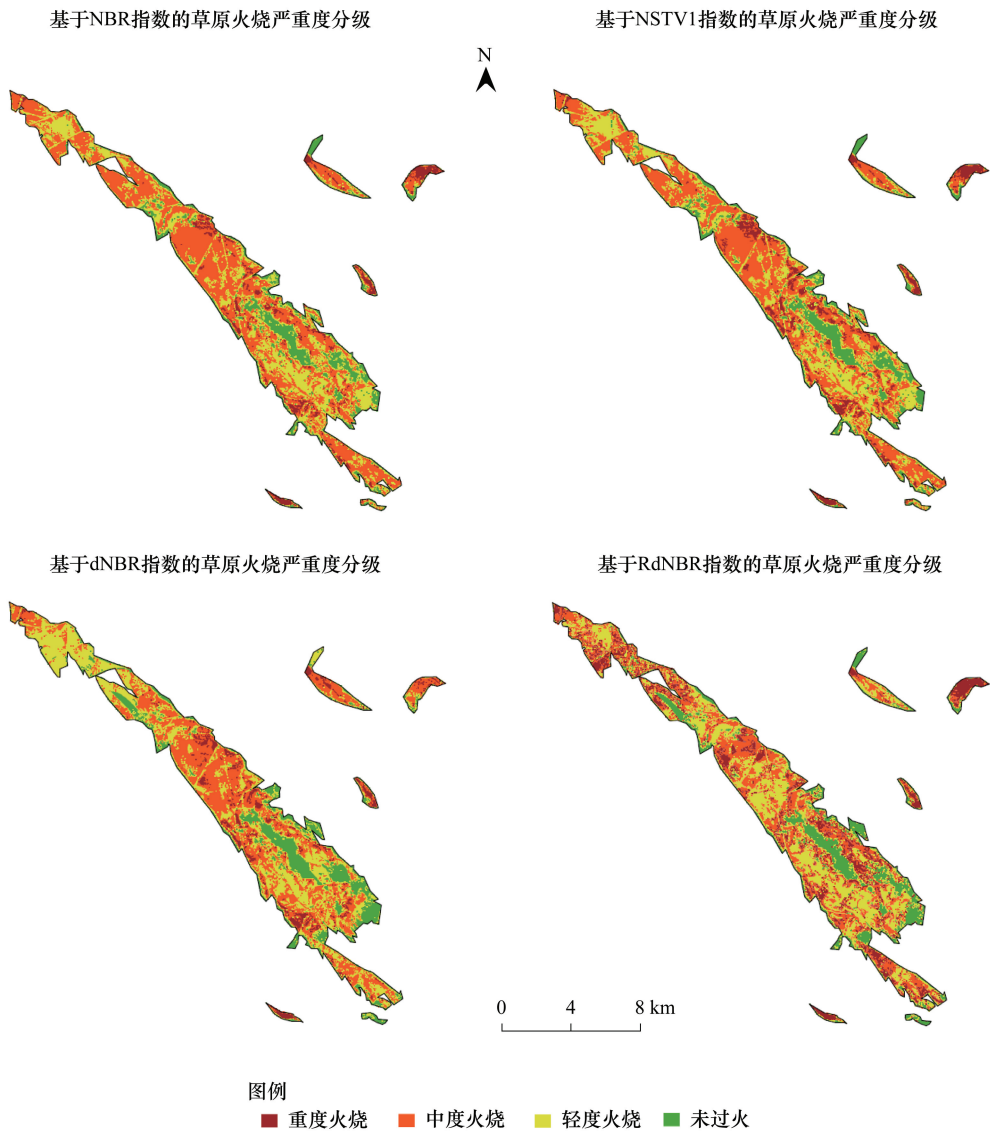 基于NBR指数的草原火烧严重度分级
基于NSTV1指数的草原火烧严重度分级
N
基于dNBR指数的草原火烧严重度分级
基于RdNBR指数的草原火烧严重度分级
0 4 8 km
图例
重度火烧 中度火烧 轻度火烧 未过火